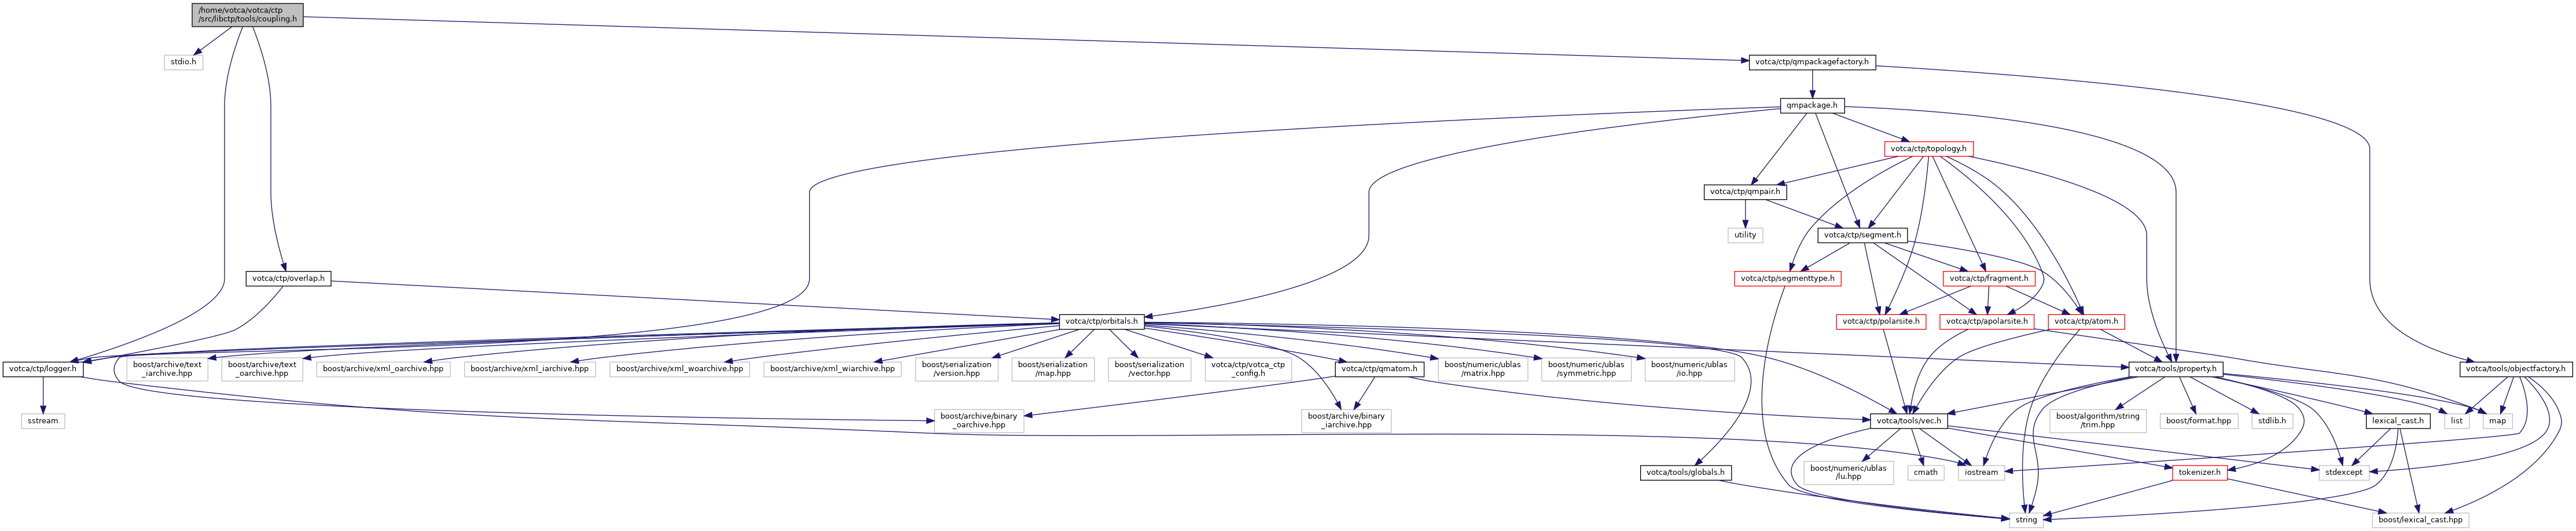 /home/votca/votca/ctp
/src/libctp/tools/coupling.h
stdio.h
votca/ctp/qmpackagefactory.h
qmpackage.h
votca/ctp/topology.h
votca/ctp/qmpair.h
utility
votca/ctp/segment.h
votca/ctp/overlap.h
votca/ctp/segmenttype.h
votca/ctp/fragment.h
votca/ctp/orbitals.h
votca/ctp/polarsite.h
votca/ctp/apolarsite.h
votca/ctp/atom.h
votca/ctp/logger.h
boost/archive/text
_iarchive.hpp
boost/archive/text
_oarchive.hpp
boost/archive/xml_oarchive.hpp
boost/archive/xml_iarchive.hpp
boost/archive/xml_woarchive.hpp
boost/archive/xml_wiarchive.hpp
boost/serialization
/version.hpp
boost/serialization
/map.hpp
boost/serialization
/vector.hpp
votca/ctp/votca_ctp
_config.h
votca/ctp/qmatom.h
boost/numeric/ublas
/matrix.hpp
boost/numeric/ublas
/symmetric.hpp
boost/numeric/ublas
/io.hpp
votca/tools/property.h
votca/tools/objectfactory.h
sstream
boost/archive/binary
_oarchive.hpp
boost/archive/binary
_iarchive.hpp
votca/tools/vec.h
boost/algorithm/string
/trim.hpp
boost/format.hpp
stdlib.h
lexical_cast.h
list
map
votca/tools/globals.h
boost/numeric/ublas
/lu.hpp
cmath
iostream
tokenizer.h
stdexcept
string
boost/lexical_cast.hpp